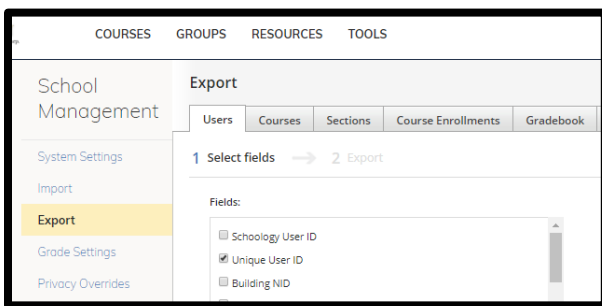 COURSES GROUPS RESOURCES TOOLS
School
Management
System Settings
Import
Export
Grade Settings
Privacy Overrides
Export
Users Courses Sections Course Enrollments Gradebook
1 Select fields 2 Export
Fields:
Schoology User ID
Unique User ID
Building NID